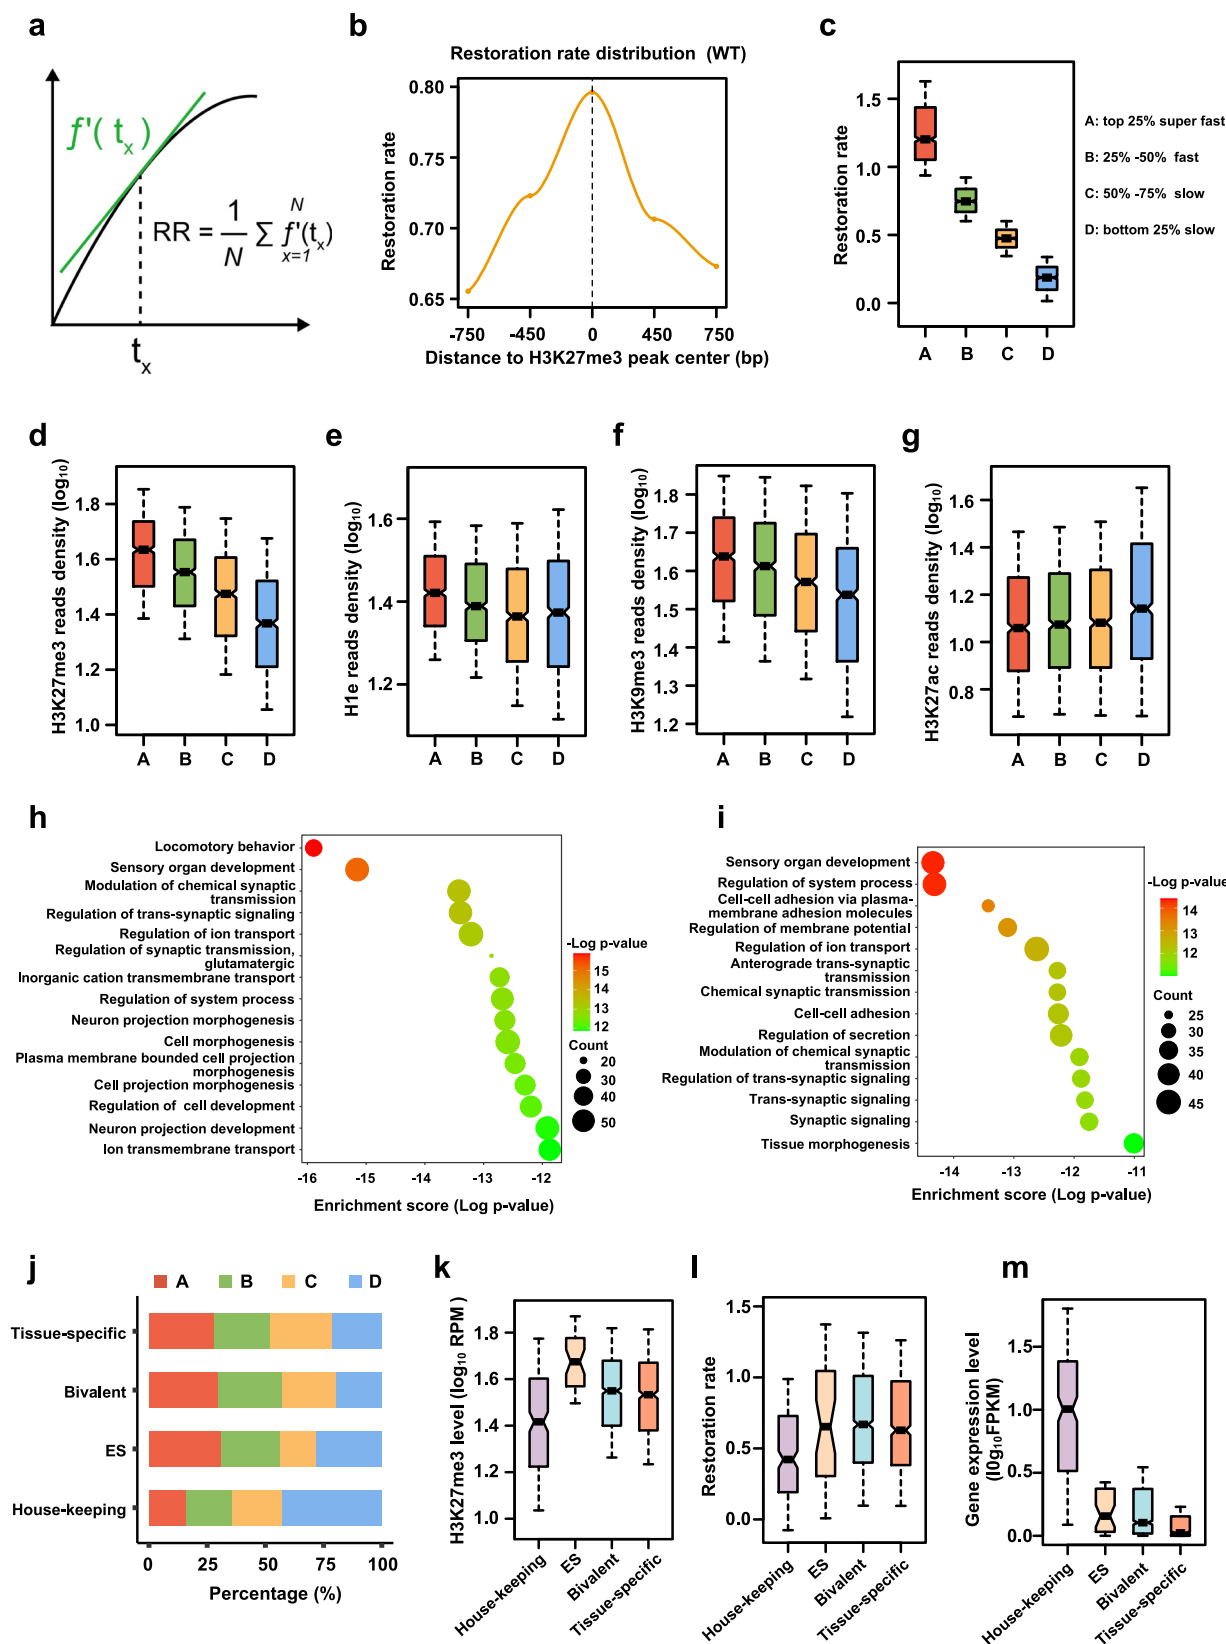 a
f'( tₓ)
RR = 1/N Σ f'(tₓ)
N
x=1
tₓ
b
Restoration rate distribution (WT)
Restoration rate
0.80
0.75
0.70
0.65
-750 -450 0 450 750
Distance to H3K27me3 peak center (bp)
c
Restoration rate
1.5
1.0
0.5
0.0
A B C D
A: top 25% super fast
B: 25% -50% fast
C: 50% -75% slow
D: bottom 25% slow
d
H3K27me3 reads density (log₁₀)
1.8
1.6
1.4
1.2
1.0
A B C D
e
H1e reads density (log₁₀)
1.6
1.4
1.2
A B C D
f
H3K9me3 reads density (log₁₀)
1.8
1.7
1.6
1.5
1.4
1.3
1.2
A B C D
g
H3K27ac reads density (log₁₀)
1.6
1.4
1.2
1.0
0.8
A B C D
h
Locomotory behavior
Sensory organ development
Modulation of chemical synaptic
transmission
Regulation of trans-synaptic signaling
Regulation of ion transport
Regulation of synaptic transmission,
glutamatergic
Inorganic cation transmembrane transport
Regulation of system process
Neuron projection morphogenesis
Cell morphogenesis
Plasma membrane bounded cell projection
morphogenesis
Cell projection morphogenesis
Regulation of cell development
Neuron projection development
Ion transmembrane transport
-16 -15 -14 -13 -12
Enrichment score (Log p-value)
-Log p-value
15
14
13
12
Count
20
30
40
50
i
Sensory organ development
Regulation of system process
Cell-cell adhesion via plasma-
membrane adhesion molecules
Regulation of membrane potential
Regulation of ion transport
Anterograde trans-synaptic
transmission
Chemical synaptic transmission
Cell-cell adhesion
Regulation of secretion
Modulation of chemical synaptic
transmission
Regulation of trans-synaptic signaling
Trans-synaptic signaling
Synaptic signaling
Tissue morphogenesis
-14 -13 -12 -11
Enrichment score (Log p-value)
-Log p-value
14
13
12
11
Count
25
30
35
40
45
j
A B C D
Tissue-specific
Bivalent
ES
House-keeping
0 25 50 75 100
Percentage (%)
k
H3K27me3 level (log₁₀ RPM)
1.8
1.6
1.4
1.2
1.0
House-keeping
ES
Bivalent
Tissue-specific
l
Restoration rate
1.5
1.0
0.5
0.0
House-keeping
ES
Bivalent
Tissue-specific
m
Gene expression level
(l0g₁₀FPKM)
1.5
1.0
0.5
0.0
House-keeping
ES
Bivalent
Tissue-specific